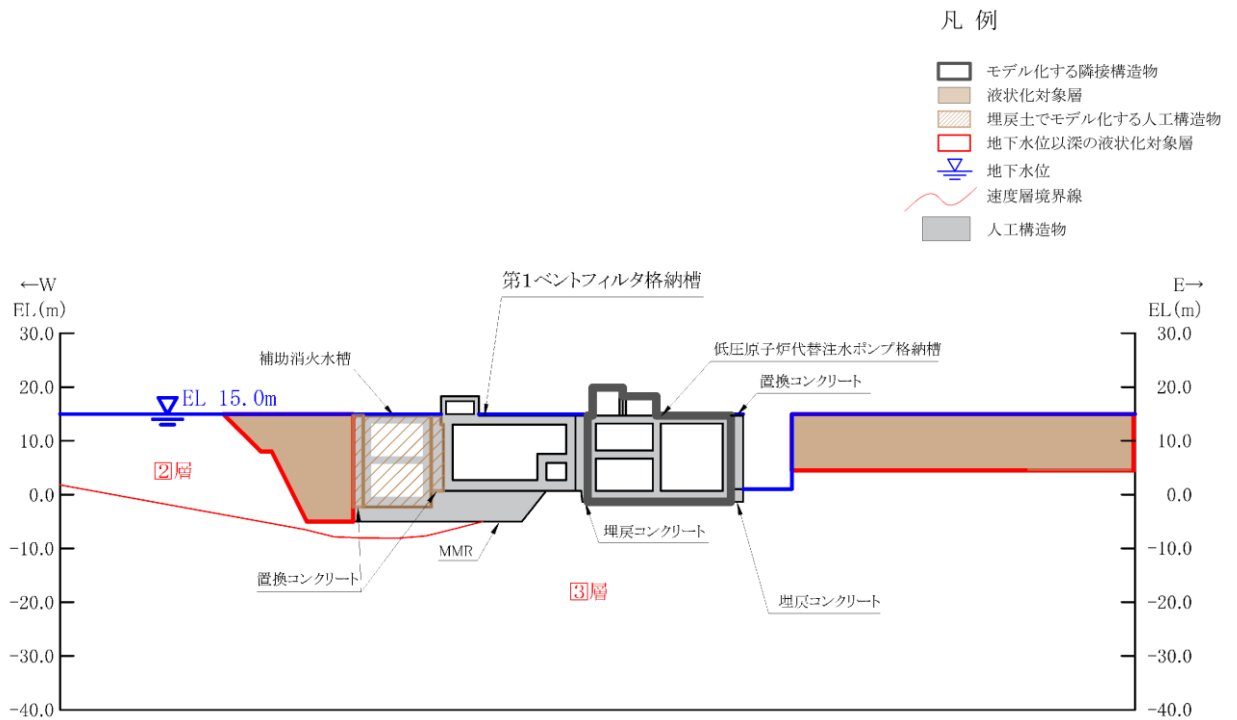 凡 例
モデル化する隣接構造物
液状化対象層
埋戻土でモデル化する人工構造物
地下水位以深の液状化対象層
地下水位
速度層境界線
人工構造物
←W
EL(m)
E→
EL(m)
第1ベントフィルタ格納槽
補助消火水槽
低圧原子炉代替注水ポンプ格納槽
置換コンクリート
EL 15.0m
30.0
20.0
10.0
0.0
-10.0
-20.0
-30.0
-40.0
30.0
20.0
10.0
0.0
-10.0
-20.0
-30.0
-40.0
②層
埋戻コンクリート
MMR
置換コンクリート
③層
埋戻コンクリート